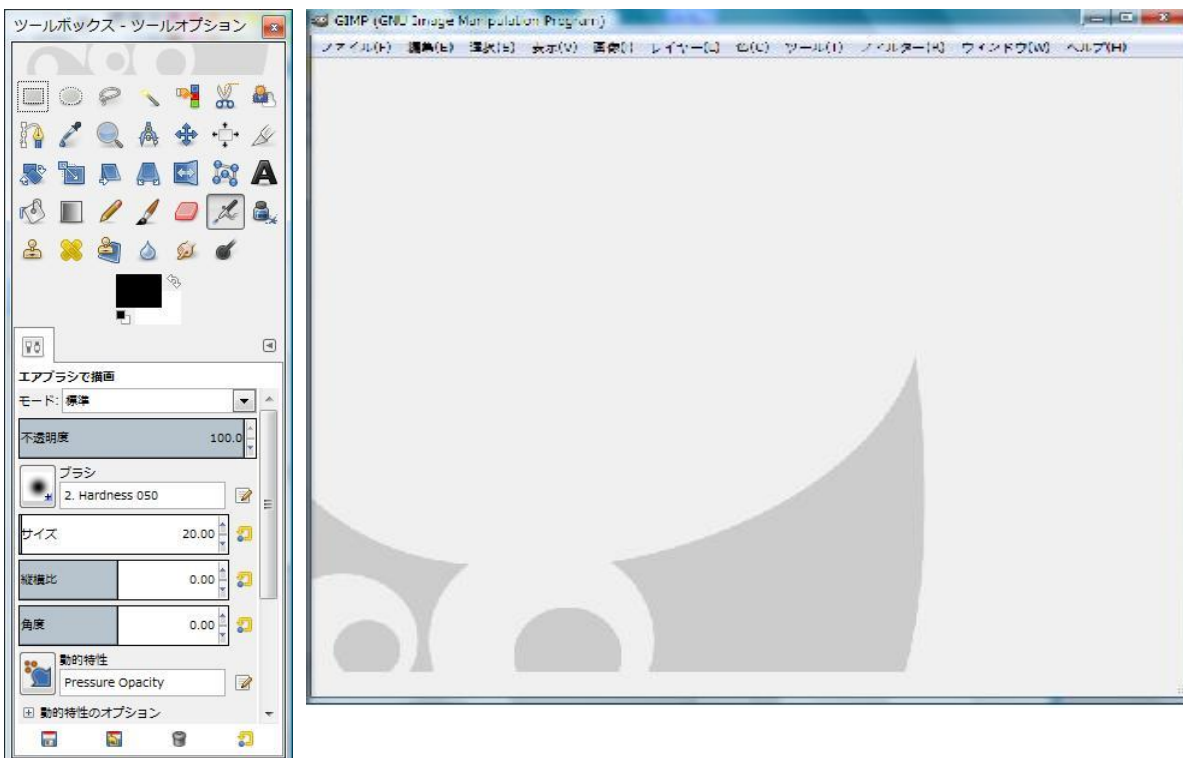 ツールボックス - ツールオプション
エアブラシで描画
モード: 標準
不透明度 100.0
ブラシ
2. Hardness 050
サイズ 20.00
縦横比 0.00
角度 0.00
動的特性
Pressure Opacity
動的特性のオプション
GIMP (GNU Image Manipulation Program)
ファイル(F) 編集(E) 選択(S) 表示(V) 画像(I) レイヤー(L) 色(C) ツール(T) フィルター(R) ウィンドウ(W) ヘルプ(H)